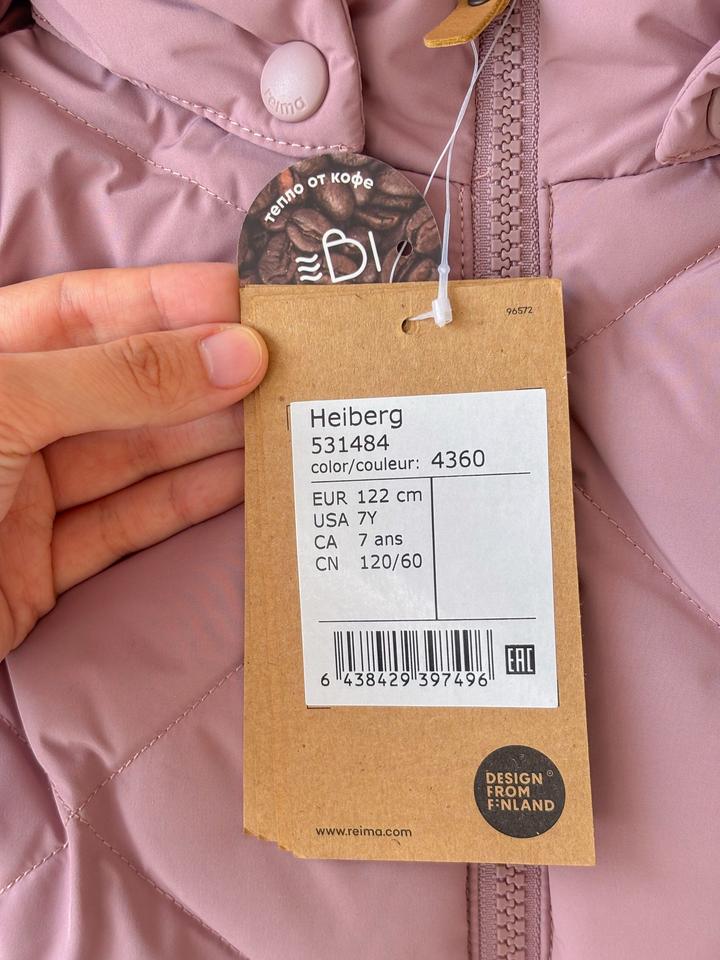 reima
тепло от кофе
96572
Heiberg
531484
color/couleur: 4360
EUR 122 cm
USA 7Y
CA 7 ans
CN 120/60
6 438429 397496
EAC
DESIGN
FROM
FINLAND
www.reima.com